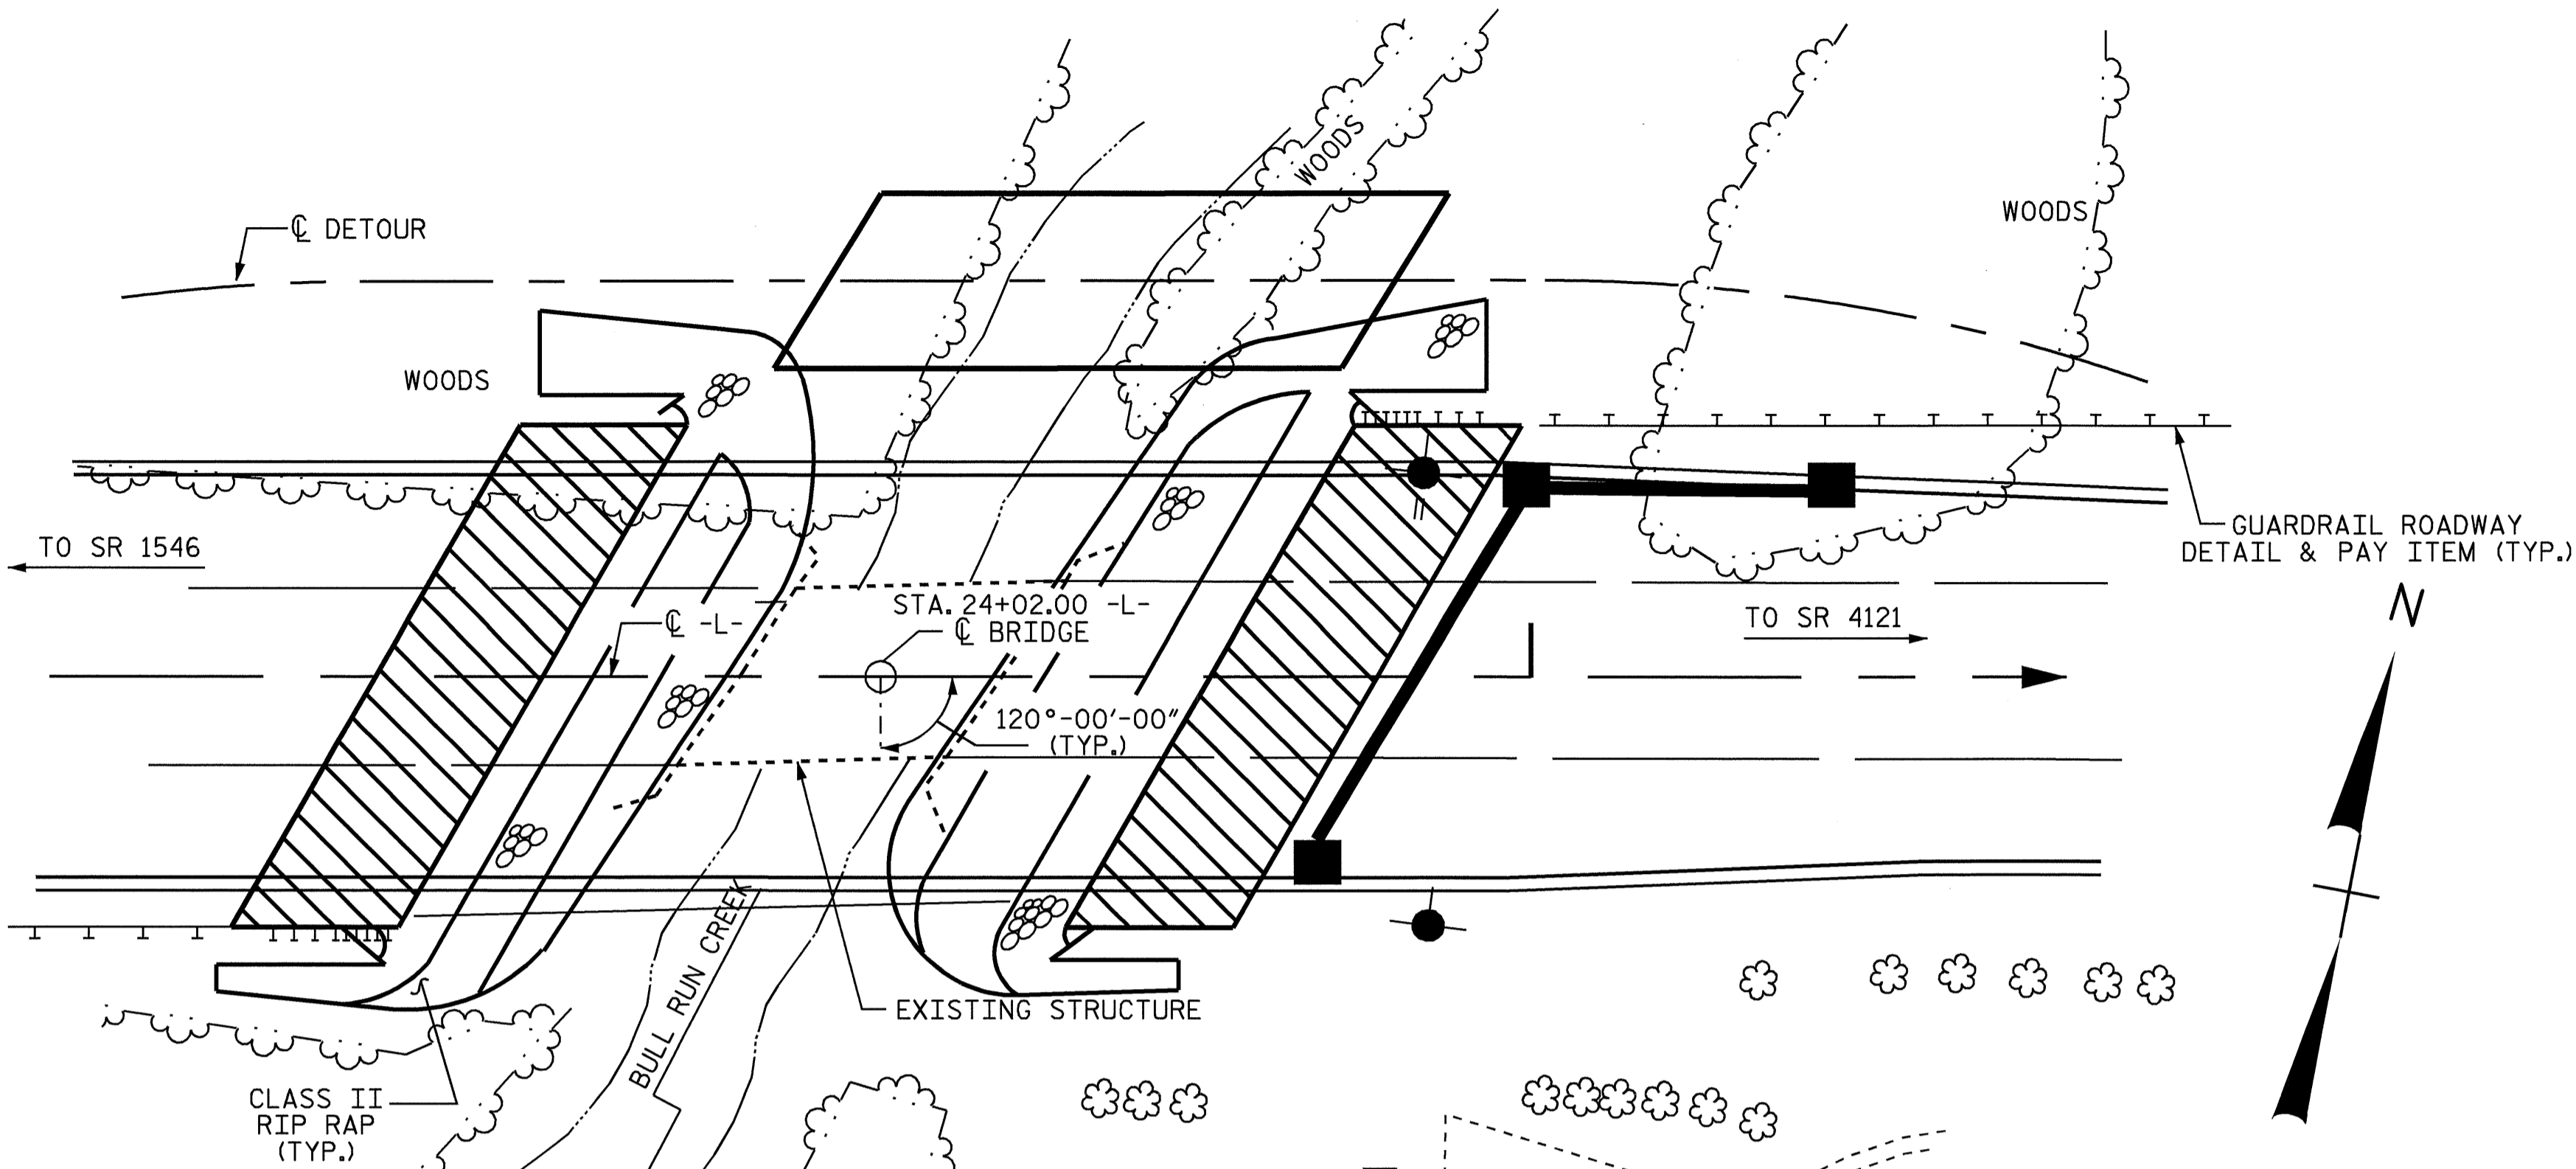 WOODS
℄ DETOUR
WOODS
WOODS
TO SR 1546
GUARDRAIL ROADWAY
DETAIL & PAY ITEM (TYP.)
STA. 24+02.00 -L-
℄ BRIDGE
℄ -L-
TO SR 4121
N
120°-00'-00"
(TYP.)
BULL RUN CREEK
EXISTING STRUCTURE
CLASS II
RIP RAP
(TYP.)